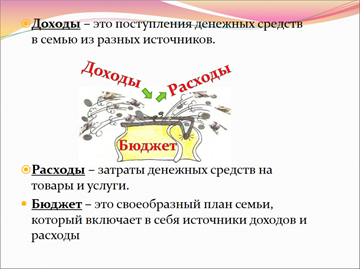 Доходы – это поступления денежных средств
в семью из разных источников.
Доходы
Расходы
Бюджет
Расходы – затраты денежных средств на
товары и услуги.
Бюджет – это своеобразный план семьи,
который включает в себя источники доходов и
расходы